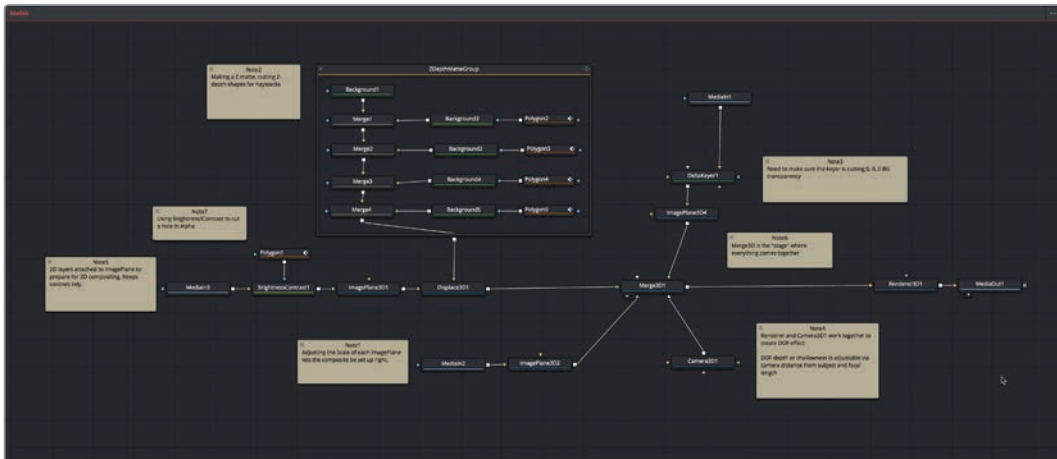 Nodes
Note2
Making a Z matte, cutting Z-
depth shapes for haystacks
ZDepthMatteGroup
Background1
Merge1
Background3
Polygon2
Merge2
Background2
Polygon3
Merge3
Background4
Polygon4
Merge4
Background5
Polygon5
MediaIn1
Note3
Need to make sure the keyer is cutting
transparency
DeltaKeyer1
ImagePlane3D4
Note7
Using Brightness/Contrast to cut
a hole in Alpha
Note6
Merge3D is the "stage" where
everything comes together
Polygon1
Note5
2D layers attached to ImagePlane to
prepare for 3D compositing. Keeps
controls tidy.
MediaIn3
BrightnessContrast1
ImagePlane3D1
Displace3D1
Merge3D1
Renderer3D1
MediaOut1
Note1
Adjusting the Scale of each ImagePlane
lets the composite be set up right.
MediaIn2
ImagePlane3D2
Camera3D1
Note4
Renderer and Camera3D1 work together to
create DOF effect
DOF depth or shallowness is adjustable via
camera distance from subject and focal
length